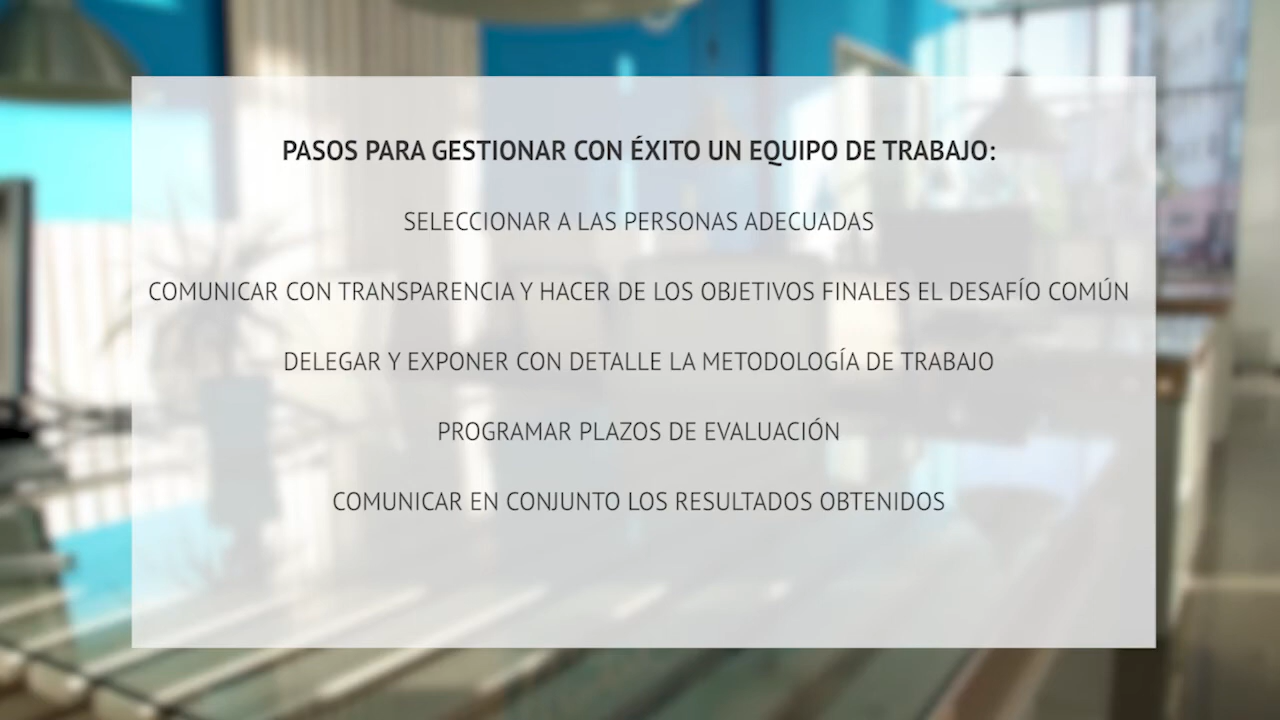 PASOS PARA GESTIONAR CON ÉXITO UN EQUIPO DE TRABAJO:
SELECCIONAR A LAS PERSONAS ADECUADAS
COMUNICAR CON TRANSPARENCIA Y HACER DE LOS OBJETIVOS FINALES EL DESAFÍO COMÚN
DELEGAR Y EXPONER CON DETALLE LA METODOLOGÍA DE TRABAJO
PROGRAMAR PLAZOS DE EVALUACIÓN
COMUNICAR EN CONJUNTO LOS RESULTADOS OBTENIDOS